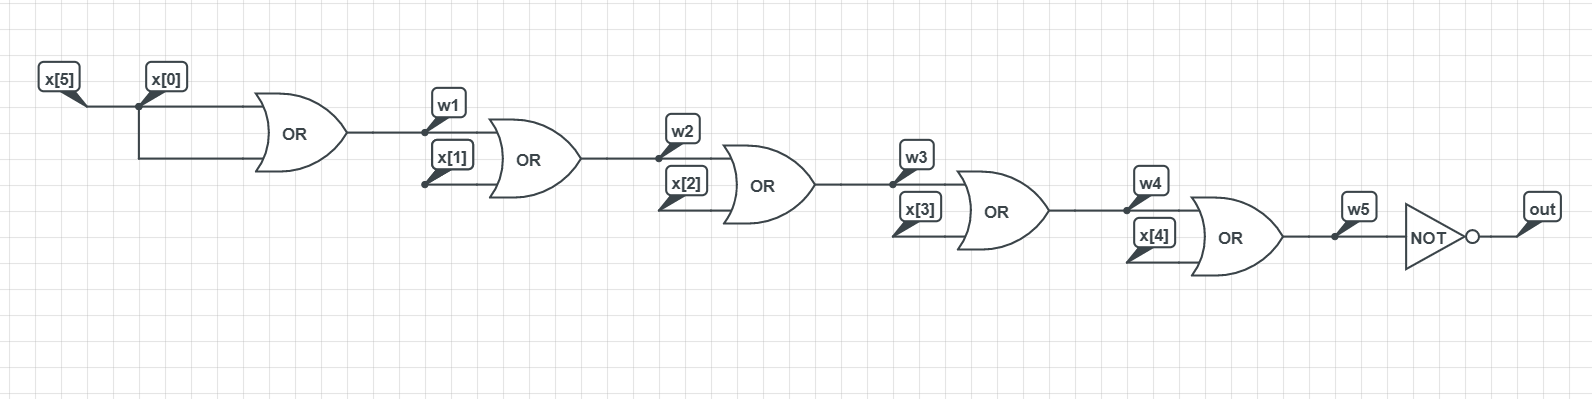 x[5]
x[0]
OR
w1
x[1]
OR
w2
x[2]
OR
w3
x[3]
OR
w4
x[4]
OR
w5
NOT
out